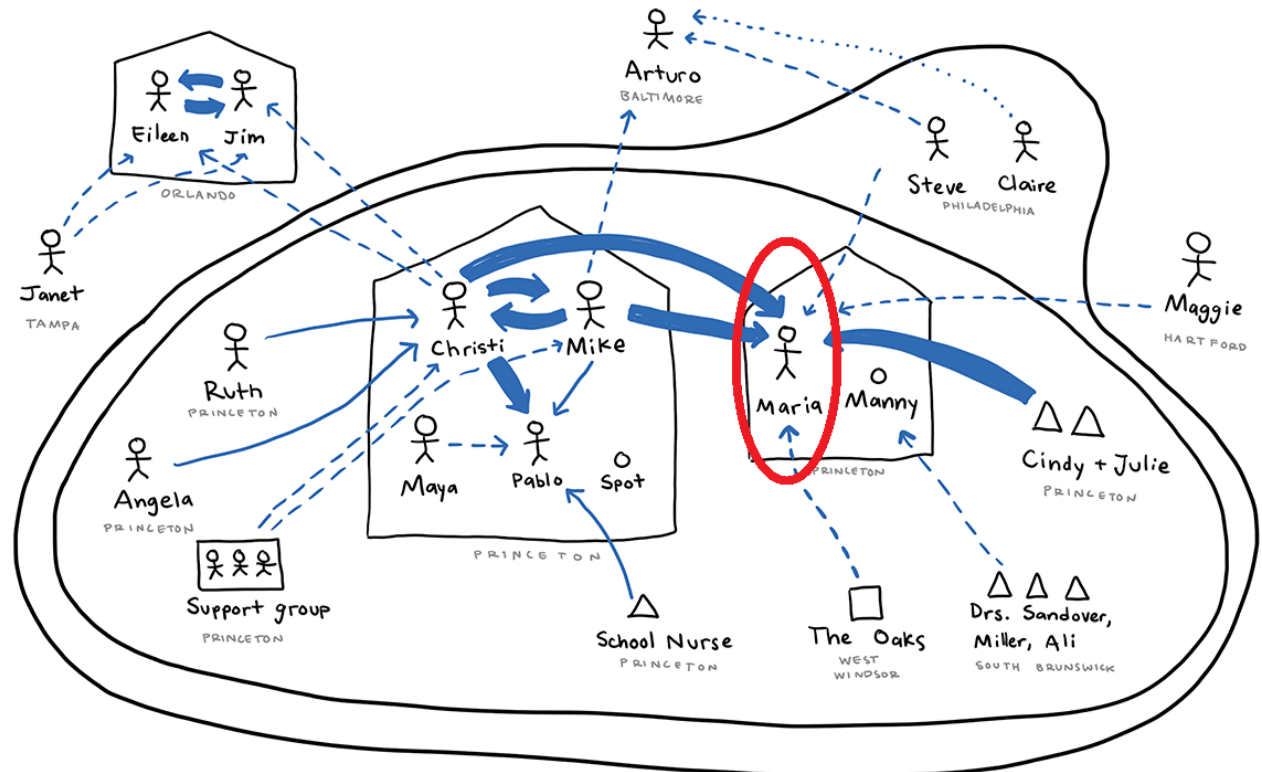 Arturo
BALTIMORE
Eileen Jim
ORLANDO
Steve Claire
PHILADELPHIA
Janet
TAMPA
Maggie
HARTFORD
Christi Mike
Ruth
PRINCETON
Maria Manny
PRINCETON
Angela
PRINCETON
Maya Pablo Spot
PRINCETON
Cindy + Julie
PRINCETON
Support group
PRINCETON
School Nurse
PRINCETON
The Oaks
WEST
WINDSOR
Drs. Sandover,
Miller, Ali
SOUTH BRUNSWICK